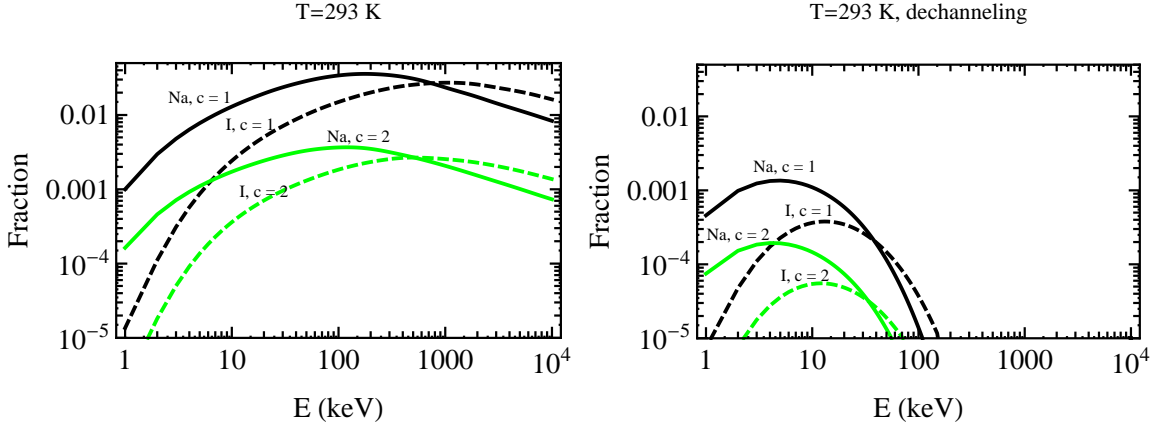 T=293 K
Fraction
0.01
0.001
10^-4
10^-5
Na, c = 1
I, c = 1
Na, c = 2
I, c = 2
1
10
100
1000
10^4
E (keV)
T=293 K, dechanneling
Fraction
0.01
0.001
10^-4
10^-5
Na, c = 1
I, c = 1
Na, c = 2
I, c = 2
1
10
100
1000
10^4
E (keV)